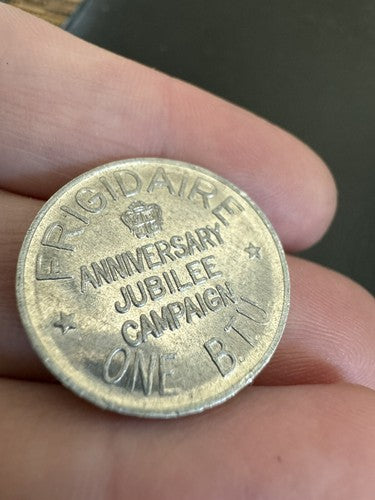 FRIGIDAIRE
ANNIVERSARY
JUBILEE
CAMPAIGN
ONE B.T.U.